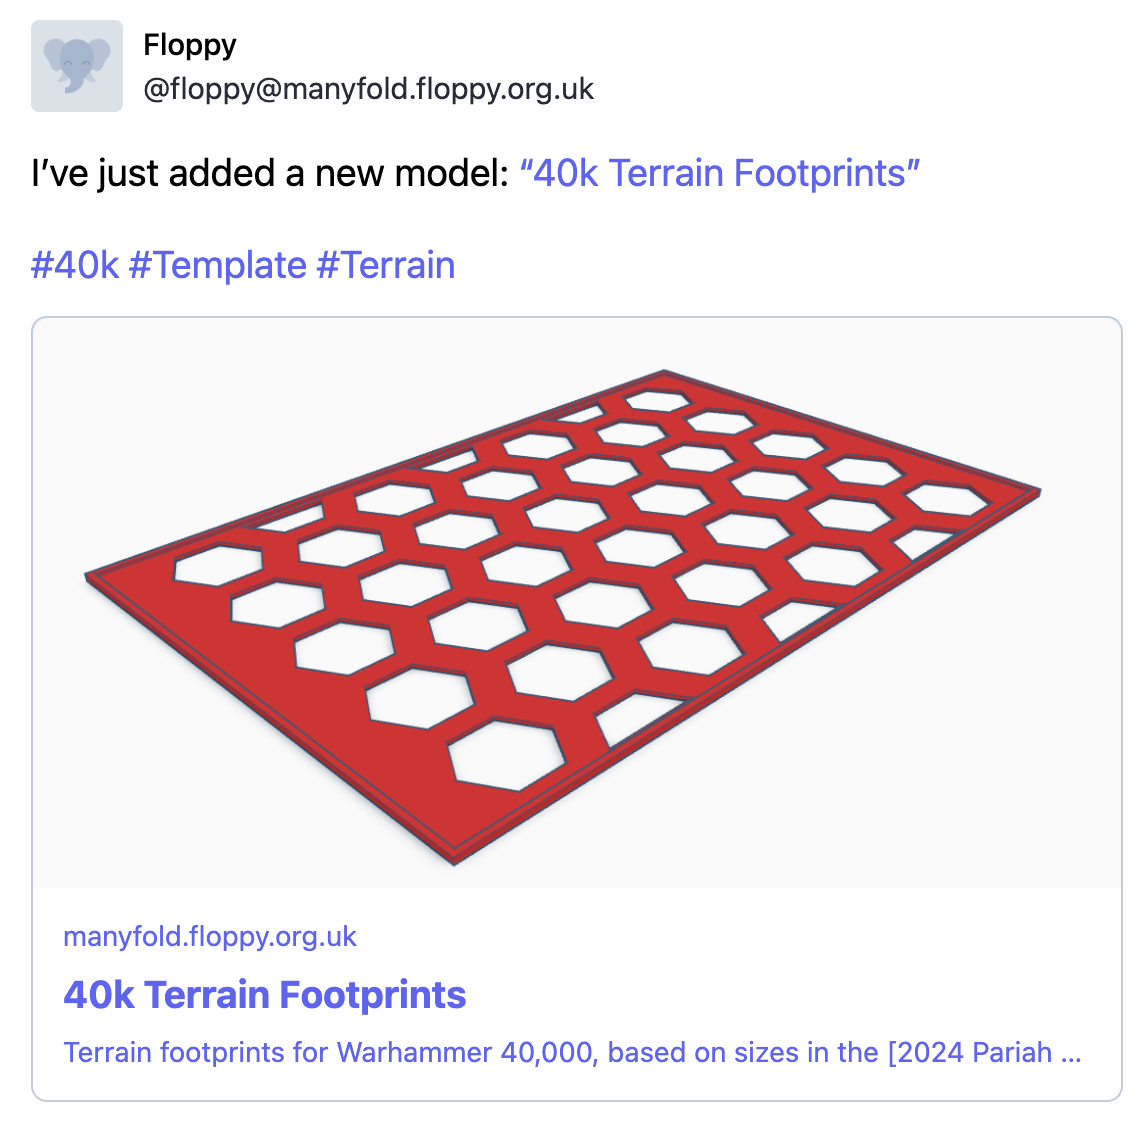 Floppy
@floppy@manyfold.floppy.org.uk
I’ve just added a new model: “40k Terrain Footprints”
#40k #Template #Terrain
manyfold.floppy.org.uk
40k Terrain Footprints
Terrain footprints for Warhammer 40,000, based on sizes in the [2024 Pariah ...